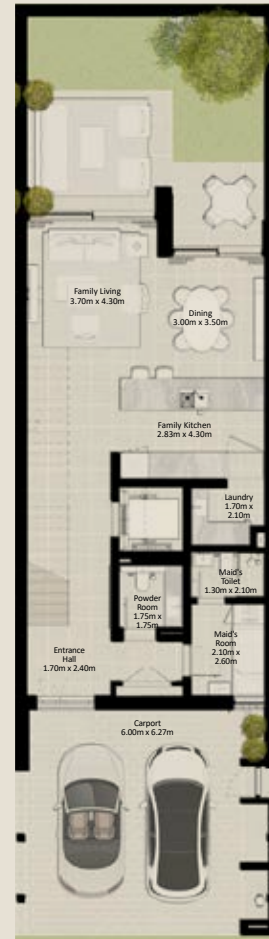 Family Living
3.70m x 4.30m
Dining
3.00m x 3.50m
Family Kitchen
2.83m x 4.30m
Laundry
1.70m x
2.10m
Maid's
Toilet
1.30m x 2.10m
Powder
Room
1.75m x
1.75m
Maid's
Room
2.10m x
2.60m
Entrance
Hall
1.70m x 2.40m
Carport
6.00m x 6.27m